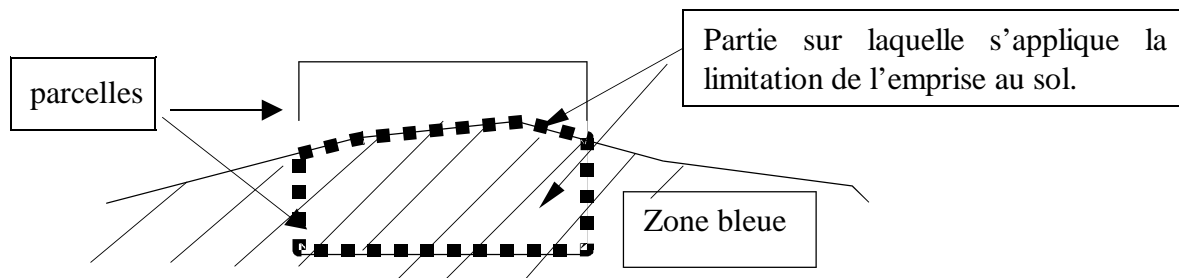 Partie sur laquelle s’applique la
limitation de l’emprise au sol.
parcelles
Zone bleue